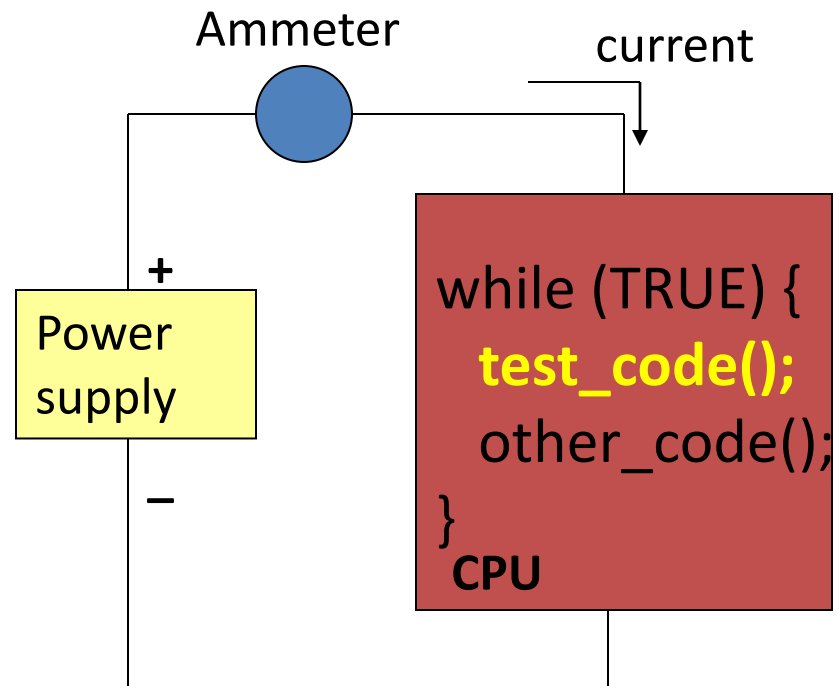 Ammeter
current
+
Power
supply
–
while (TRUE) {
test_code();
other_code();
}
CPU